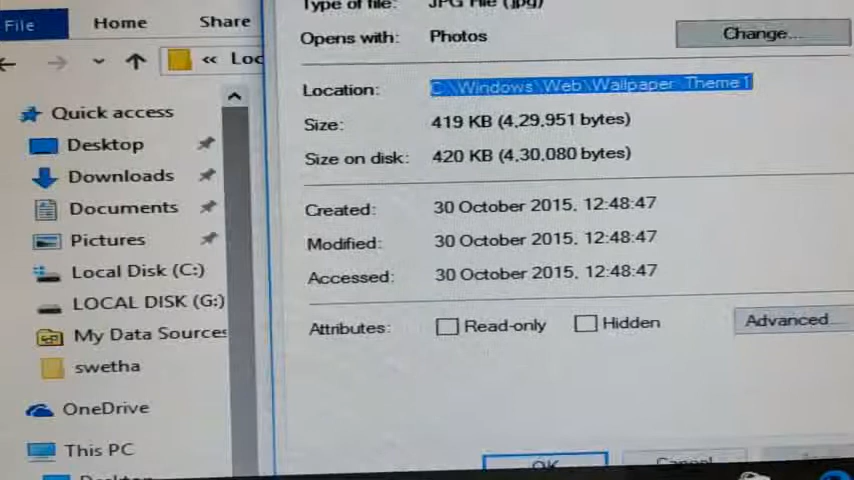 File Home Share
« Loc
Quick access
Desktop
Downloads
Documents
Pictures
Local Disk (C:)
LOCAL DISK (G:)
My Data Sources
swetha
OneDrive
This PC
Desktop
Type of file: JPG File (.jpg)
Opens with: Photos Change...
Location: C:\Windows\Web\Wallpaper\Theme1
Size: 419 KB (4,29,951 bytes)
Size on disk: 420 KB (4,30,080 bytes)
Created: 30 October 2015, 12:48:47
Modified: 30 October 2015, 12:48:47
Accessed: 30 October 2015, 12:48:47
Attributes: Read-only Hidden Advanced...
OK Cancel